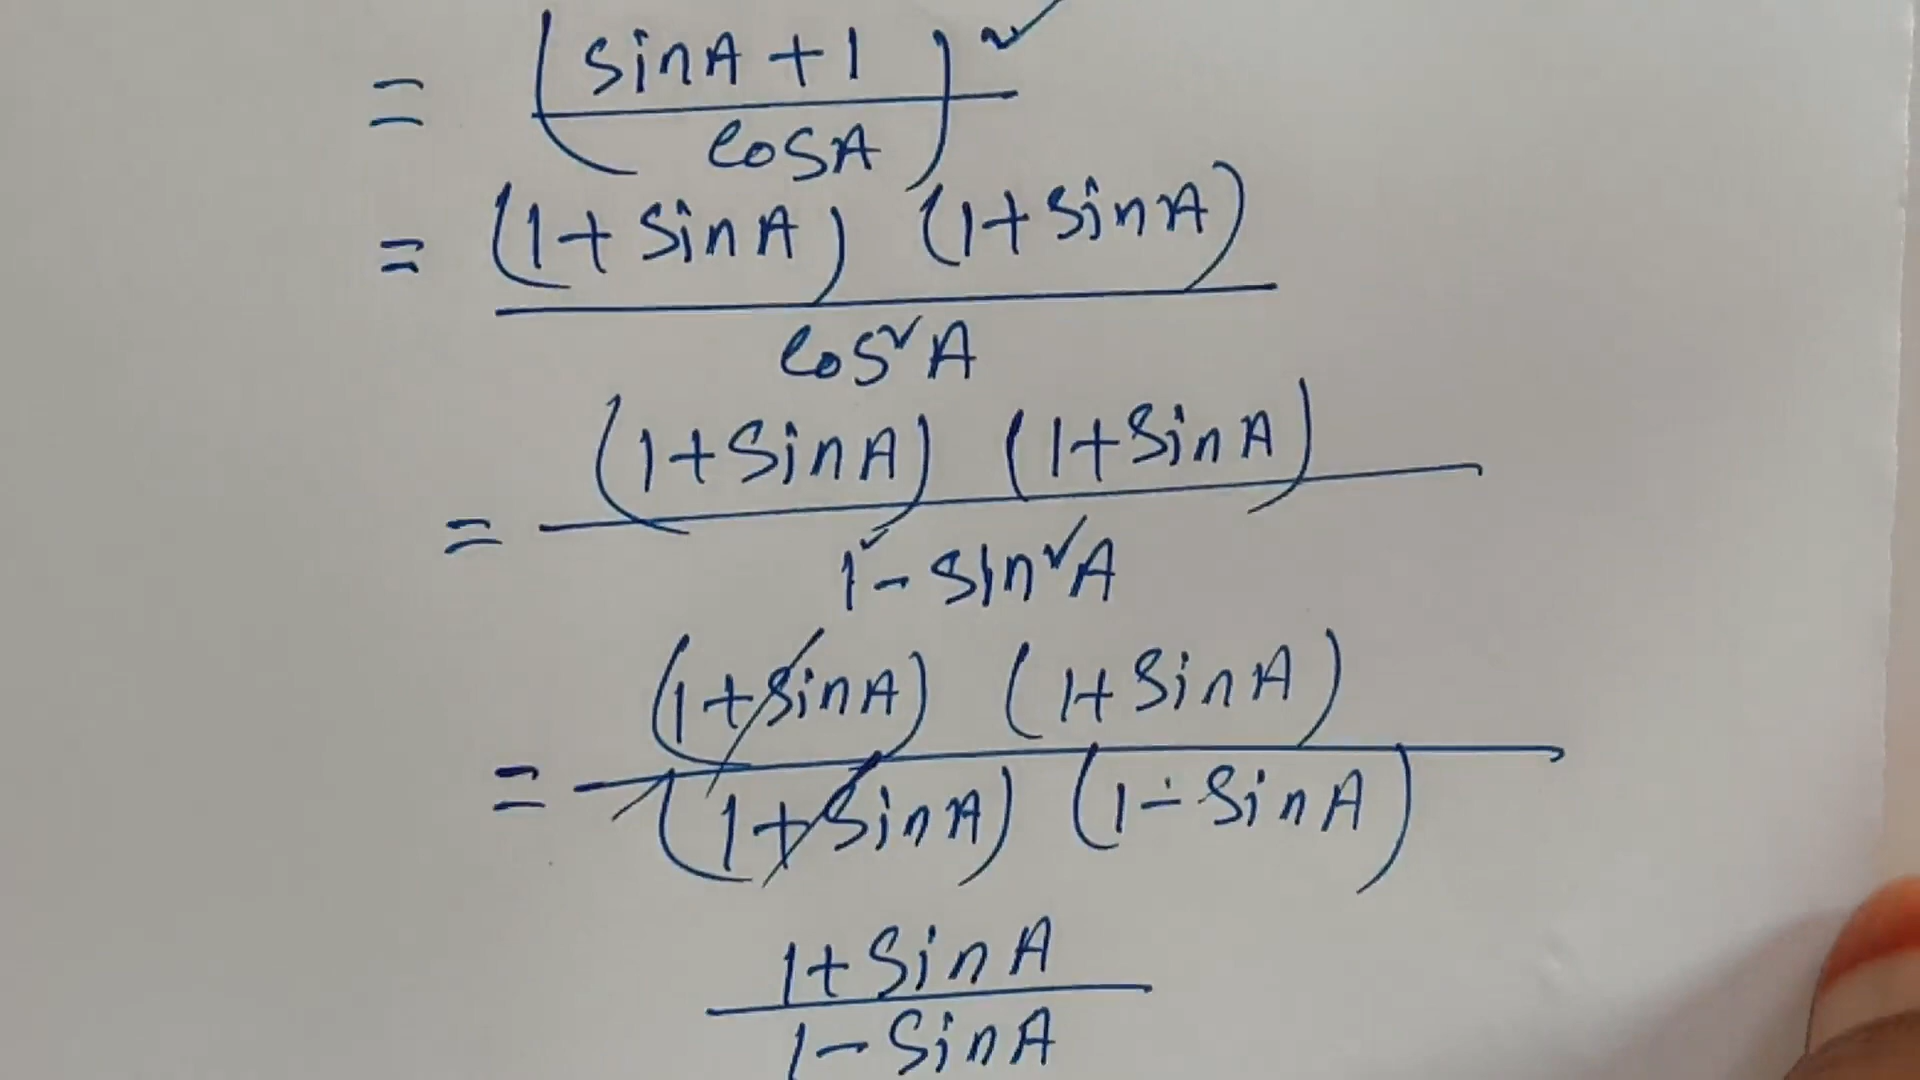 = (sinA + 1 / cosA)²
= (1 + sinA) (1 + sinA) / cos²A
= (1 + sinA) (1 + sinA) / 1² - sin²A
= (1 + sinA) (1 + sinA) / (1 + sinA) (1 - sinA)
1 + sinA / 1 - sinA